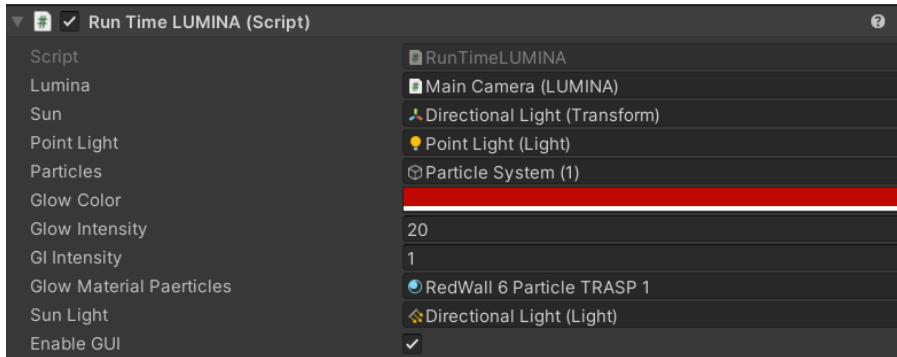 Run Time LUMINA (Script)
Script RunTimeLUMINA
Lumina Main Camera (LUMINA)
Sun Directional Light (Transform)
Point Light Point Light (Light)
Particles Particle System (1)
Glow Color
Glow Intensity 20
GI Intensity 1
Glow Material Paerticles RedWall 6 Particle TRASP 1
Sun Light Directional Light (Light)
Enable GUI